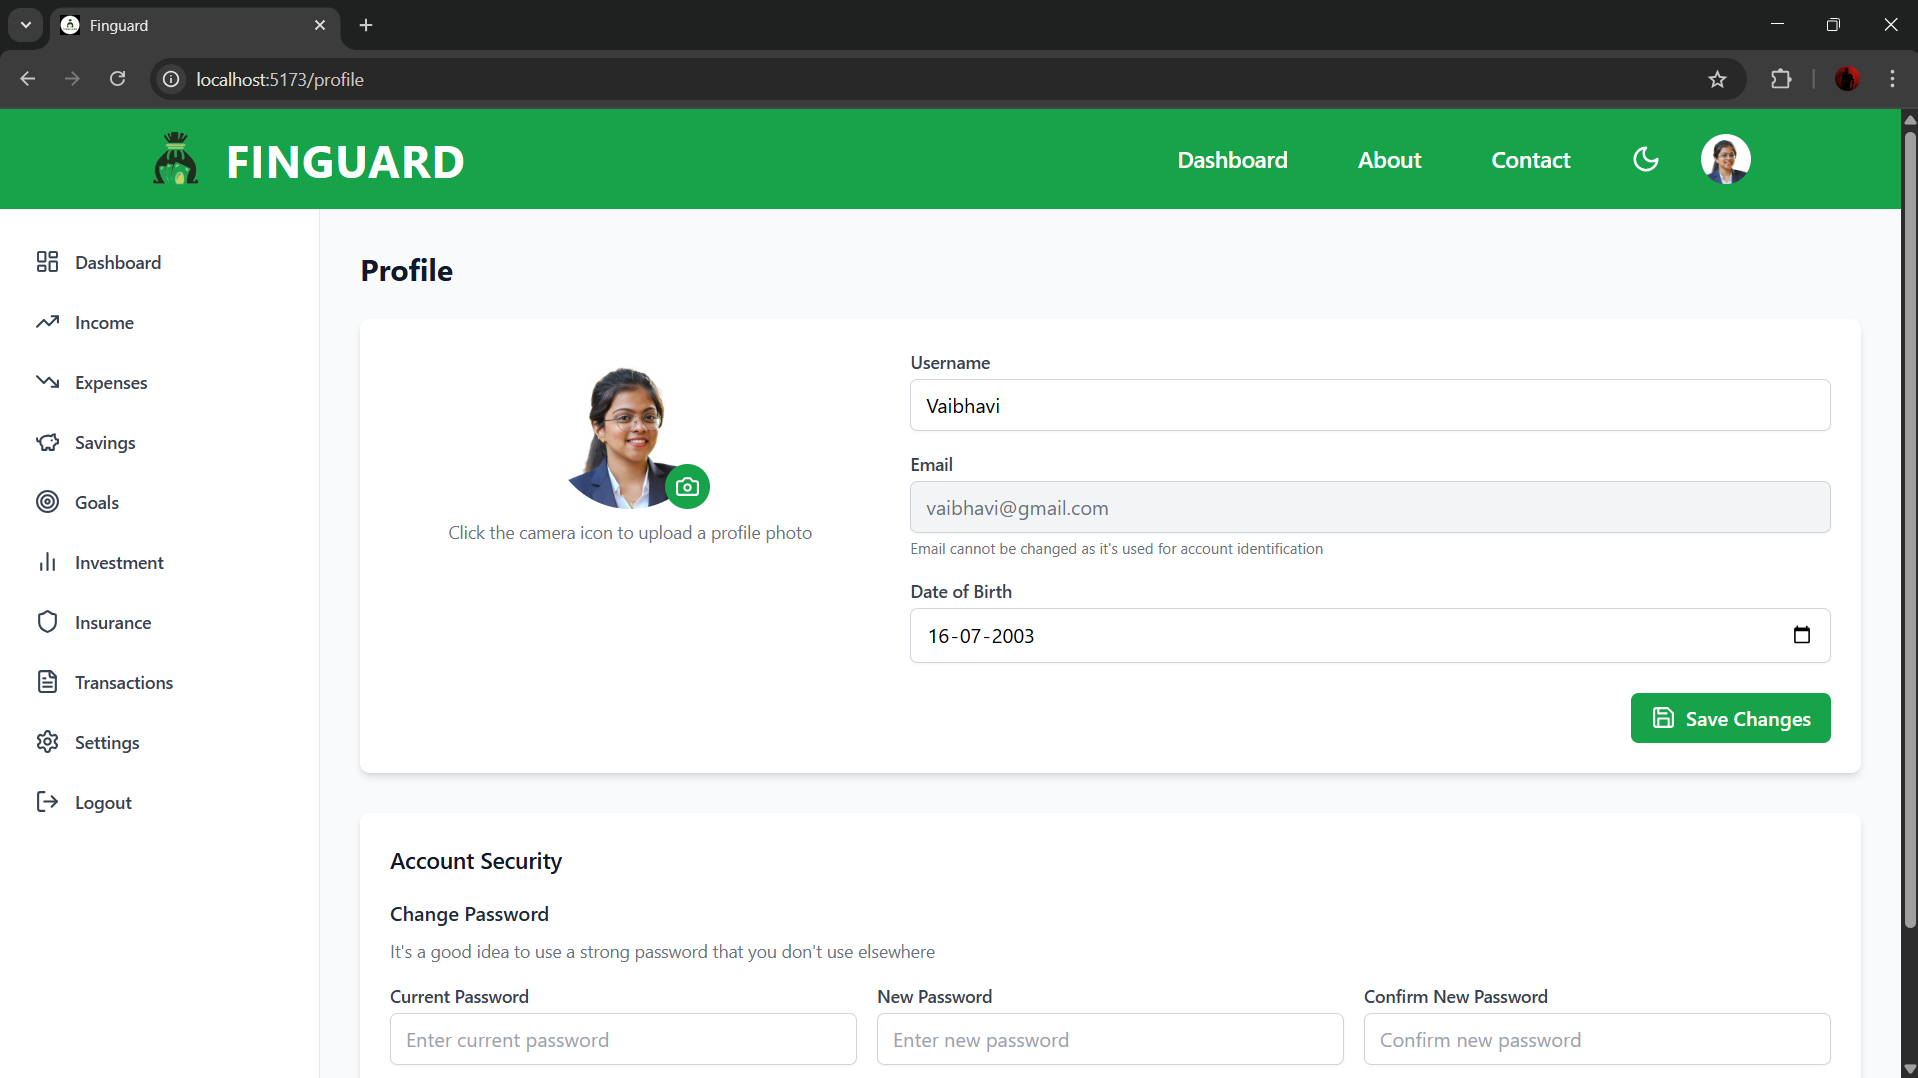 Finguard
localhost:5173/profile
FINGUARD
Dashboard
About
Contact
Dashboard
Income
Expenses
Savings
Goals
Investment
Insurance
Transactions
Settings
Logout
Profile
Click the camera icon to upload a profile photo
Username
Vaibhavi
Email
vaibhavi@gmail.com
Email cannot be changed as it's used for account identification
Date of Birth
16-07-2003
Save Changes
Account Security
Change Password
It's a good idea to use a strong password that you don't use elsewhere
Current Password
New Password
Confirm New Password
Enter current password
Enter new password
Confirm new password